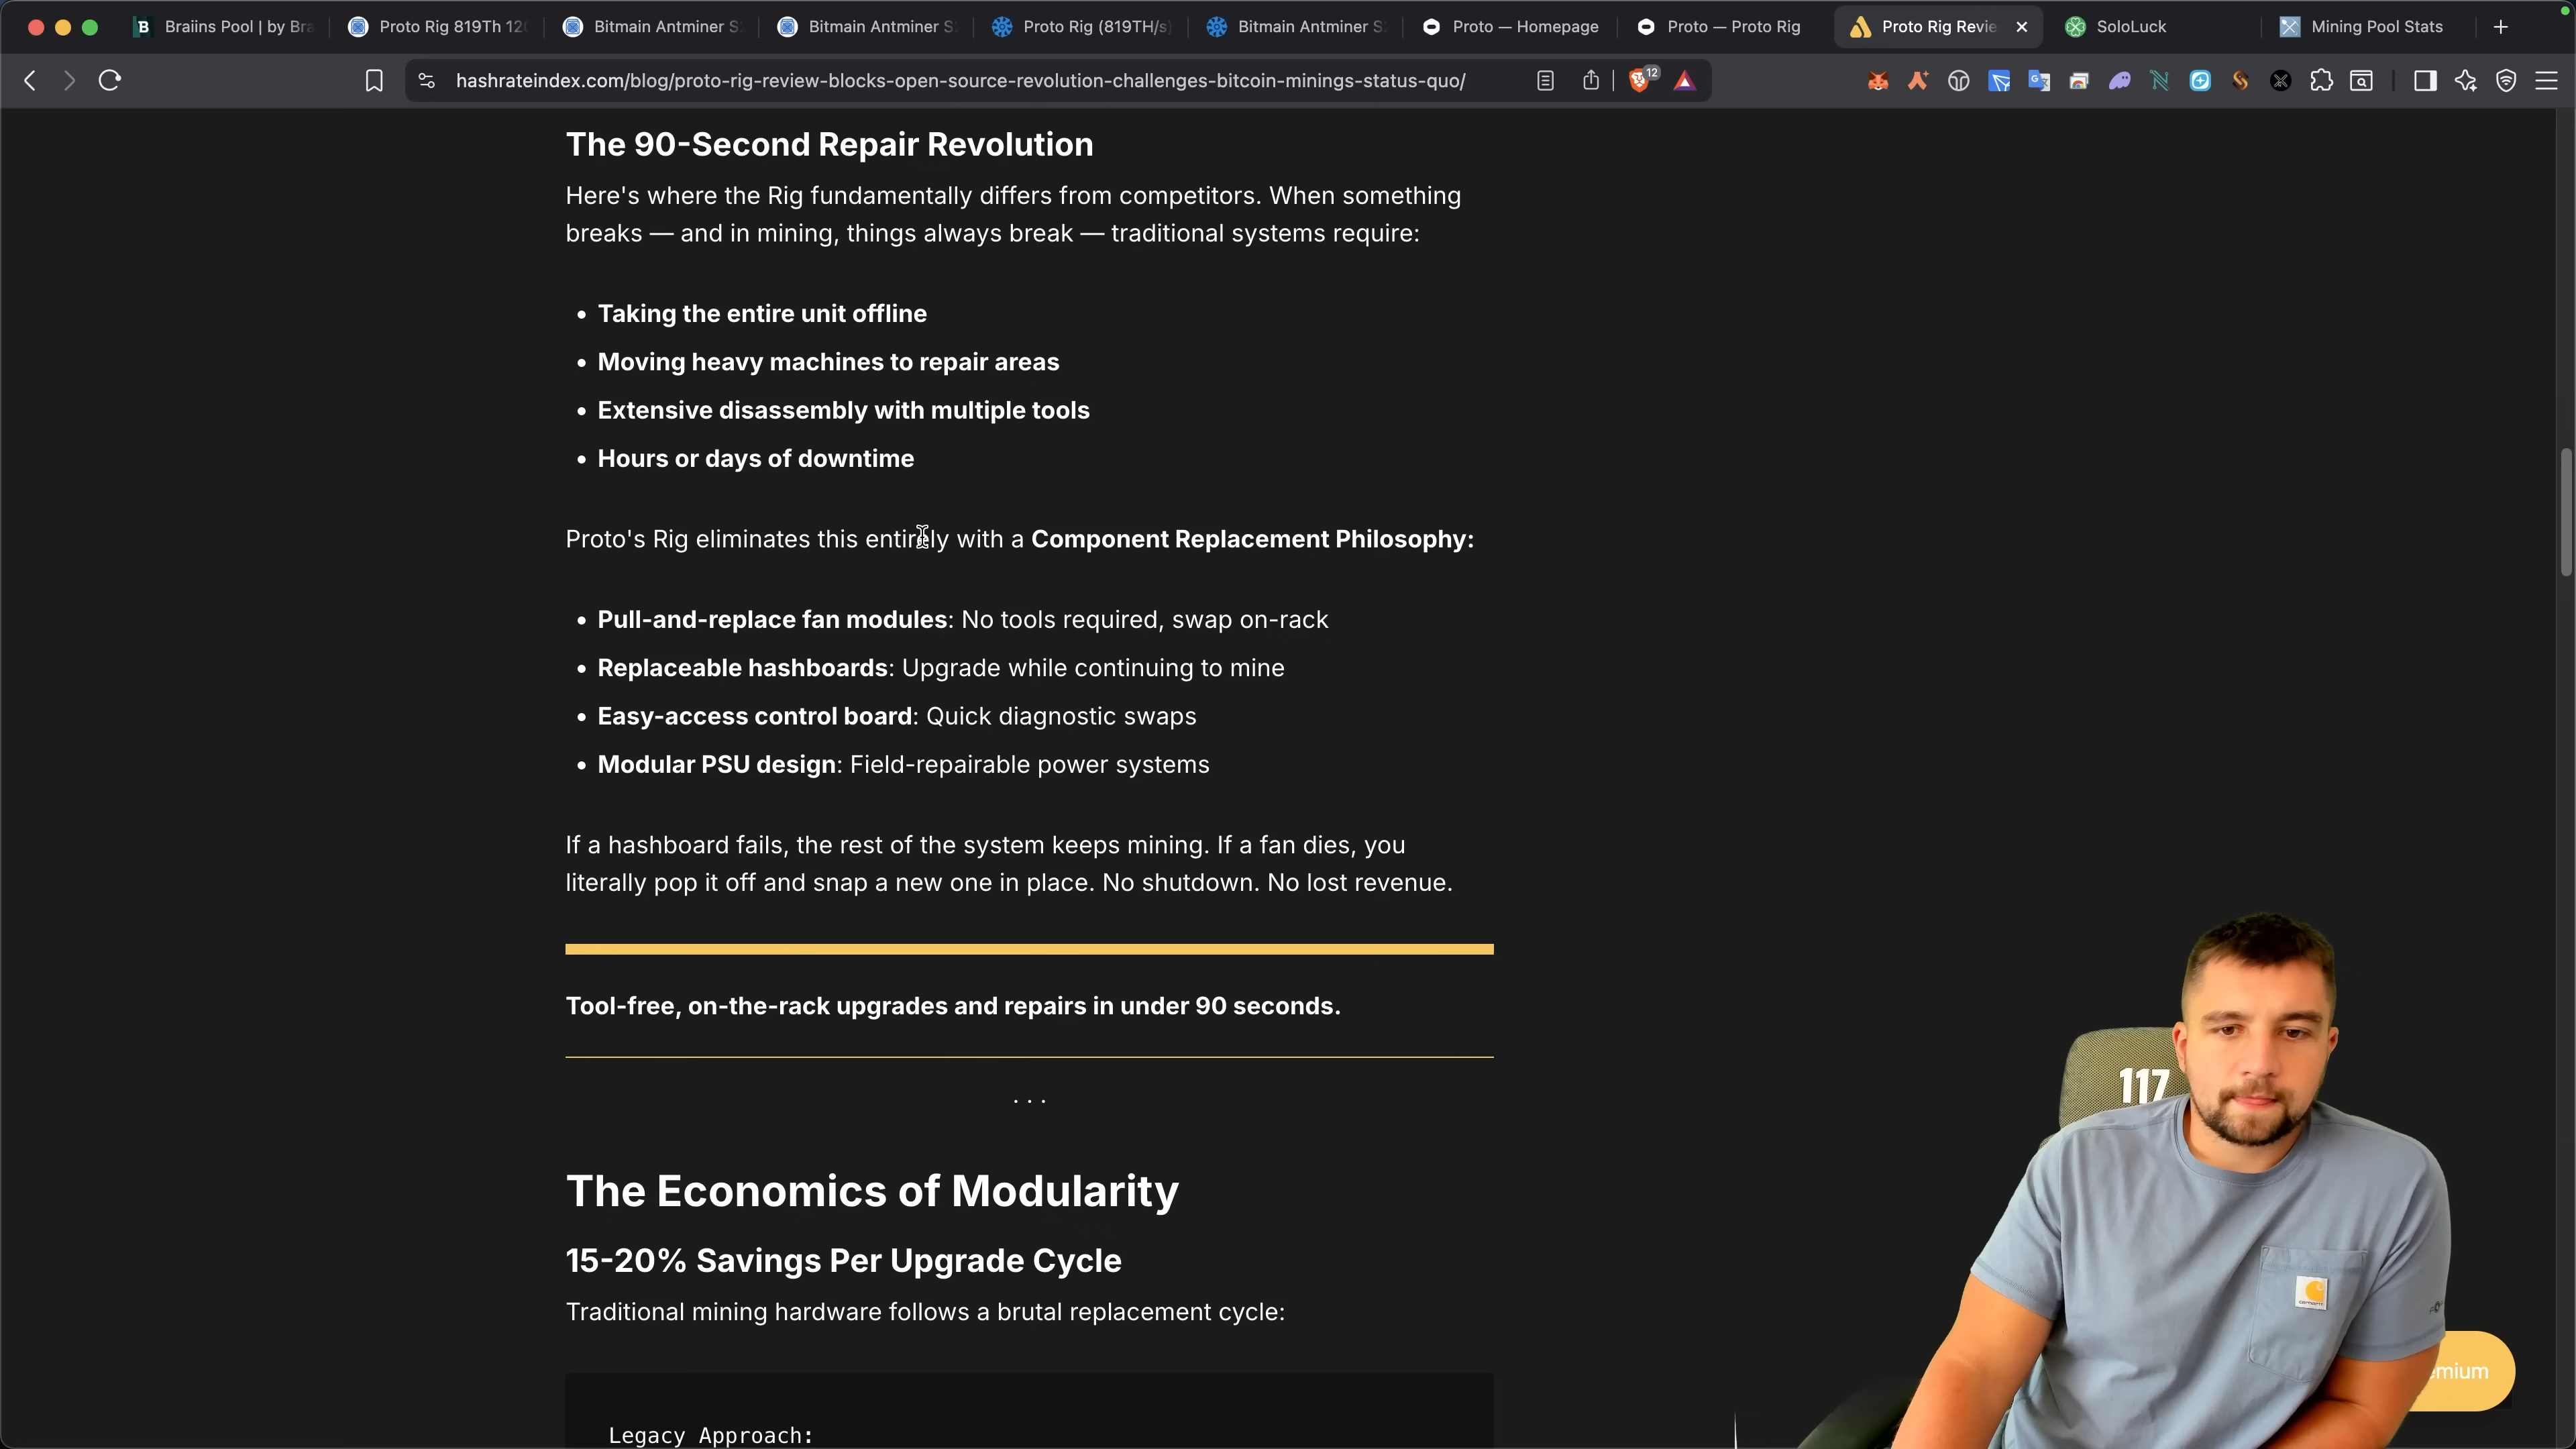 Braiins Pool | by Bra
Proto Rig 819Th 120
Bitmain Antminer S
Bitmain Antminer S
Proto Rig (819TH/s)
Bitmain Antminer S
Proto — Homepage
Proto — Proto Rig
Proto Rig Revie
SoloLuck
Mining Pool Stats
hashrateindex.com/blog/proto-rig-review-blocks-open-source-revolution-challenges-bitcoin-minings-status-quo/
12
The 90-Second Repair Revolution
Here's where the Rig fundamentally differs from competitors. When something
breaks — and in mining, things always break — traditional systems require:
• Taking the entire unit offline
• Moving heavy machines to repair areas
• Extensive disassembly with multiple tools
• Hours or days of downtime
Proto's Rig eliminates this entirely with a Component Replacement Philosophy:
• Pull-and-replace fan modules: No tools required, swap on-rack
• Replaceable hashboards: Upgrade while continuing to mine
• Easy-access control board: Quick diagnostic swaps
• Modular PSU design: Field-repairable power systems
If a hashboard fails, the rest of the system keeps mining. If a fan dies, you
literally pop it off and snap a new one in place. No shutdown. No lost revenue.
Tool-free, on-the-rack upgrades and repairs in under 90 seconds.
. . .
The Economics of Modularity
15-20% Savings Per Upgrade Cycle
Traditional mining hardware follows a brutal replacement cycle:
Legacy Approach:
117
carhartt
emium